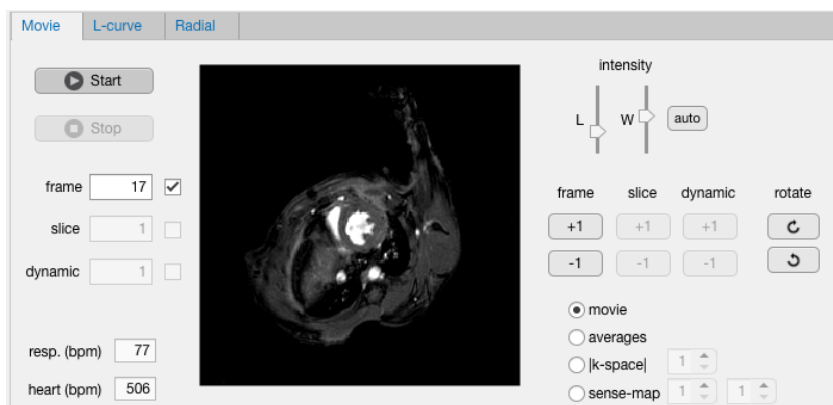 Movie L-curve Radial
intensity
Start
L W auto
Stop
frame 17
frame slice dynamic rotate
slice 1
+1 +1 +1
dynamic 1
-1 -1 -1
movie
averages
resp. (bpm) 77
|k-space| 1
heart (bpm) 506
sense-map 1 1